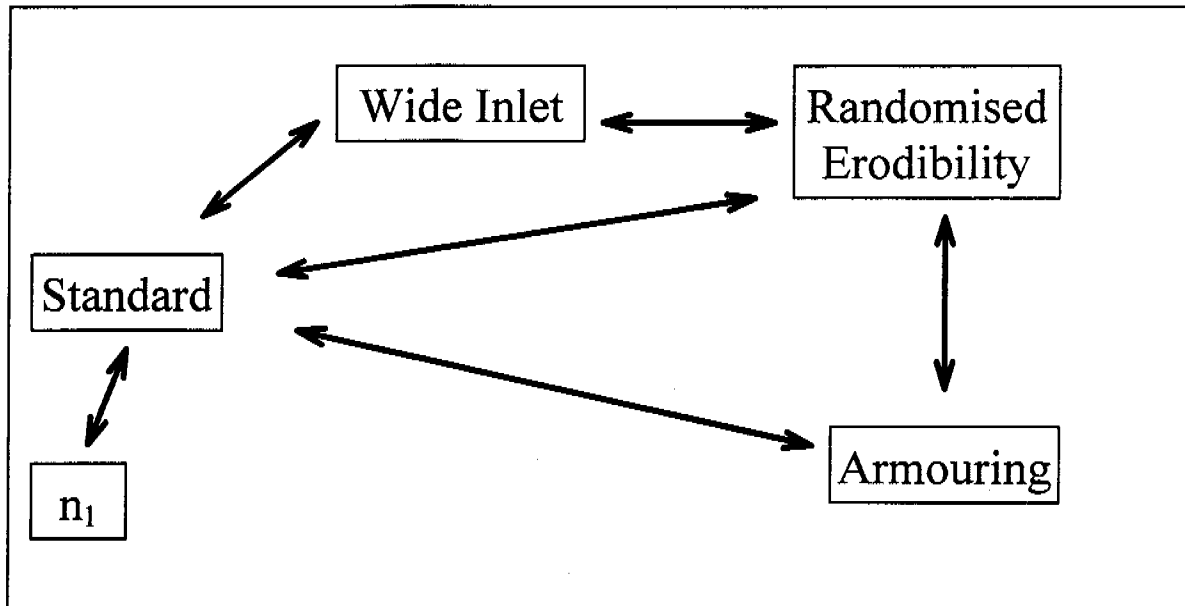 Wide Inlet
Randomised
Erodibility
Standard
Armouring
n₁